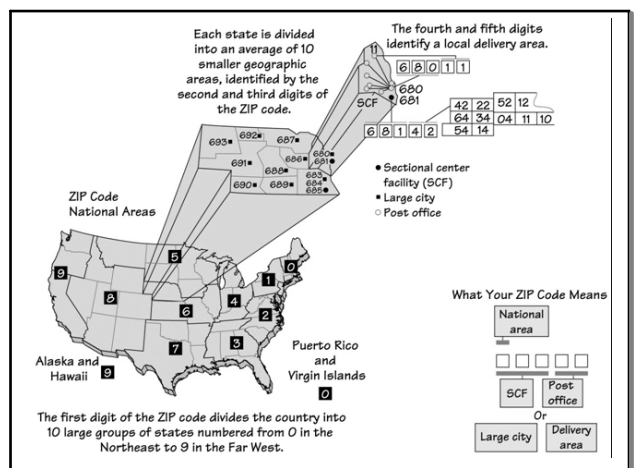 Each state is divided
into an average of 10
smaller geographic
areas, identified by the
second and third digits of
the ZIP code.
The fourth and fifth digits
identify a local delivery area.
11
6 8 0 1 1
SCF
680
681
6 8 1 4 2
42 22 52 12
64 34 04 11 10
54 14
693
692
687
691
686
680
681
688
683
684
685
690
689
Sectional center
facility (SCF)
Large city
Post office
ZIP Code
National Areas
5
0
9
1
8
4
6
2
7
3
Alaska and
Hawaii 9
Puerto Rico
and
Virgin Islands
0
The first digit of the ZIP code divides the country into
10 large groups of states numbered from 0 in the
Northeast to 9 in the Far West.
What Your ZIP Code Means
National
area
SCF
Post
office
Or
Large city
Delivery
area